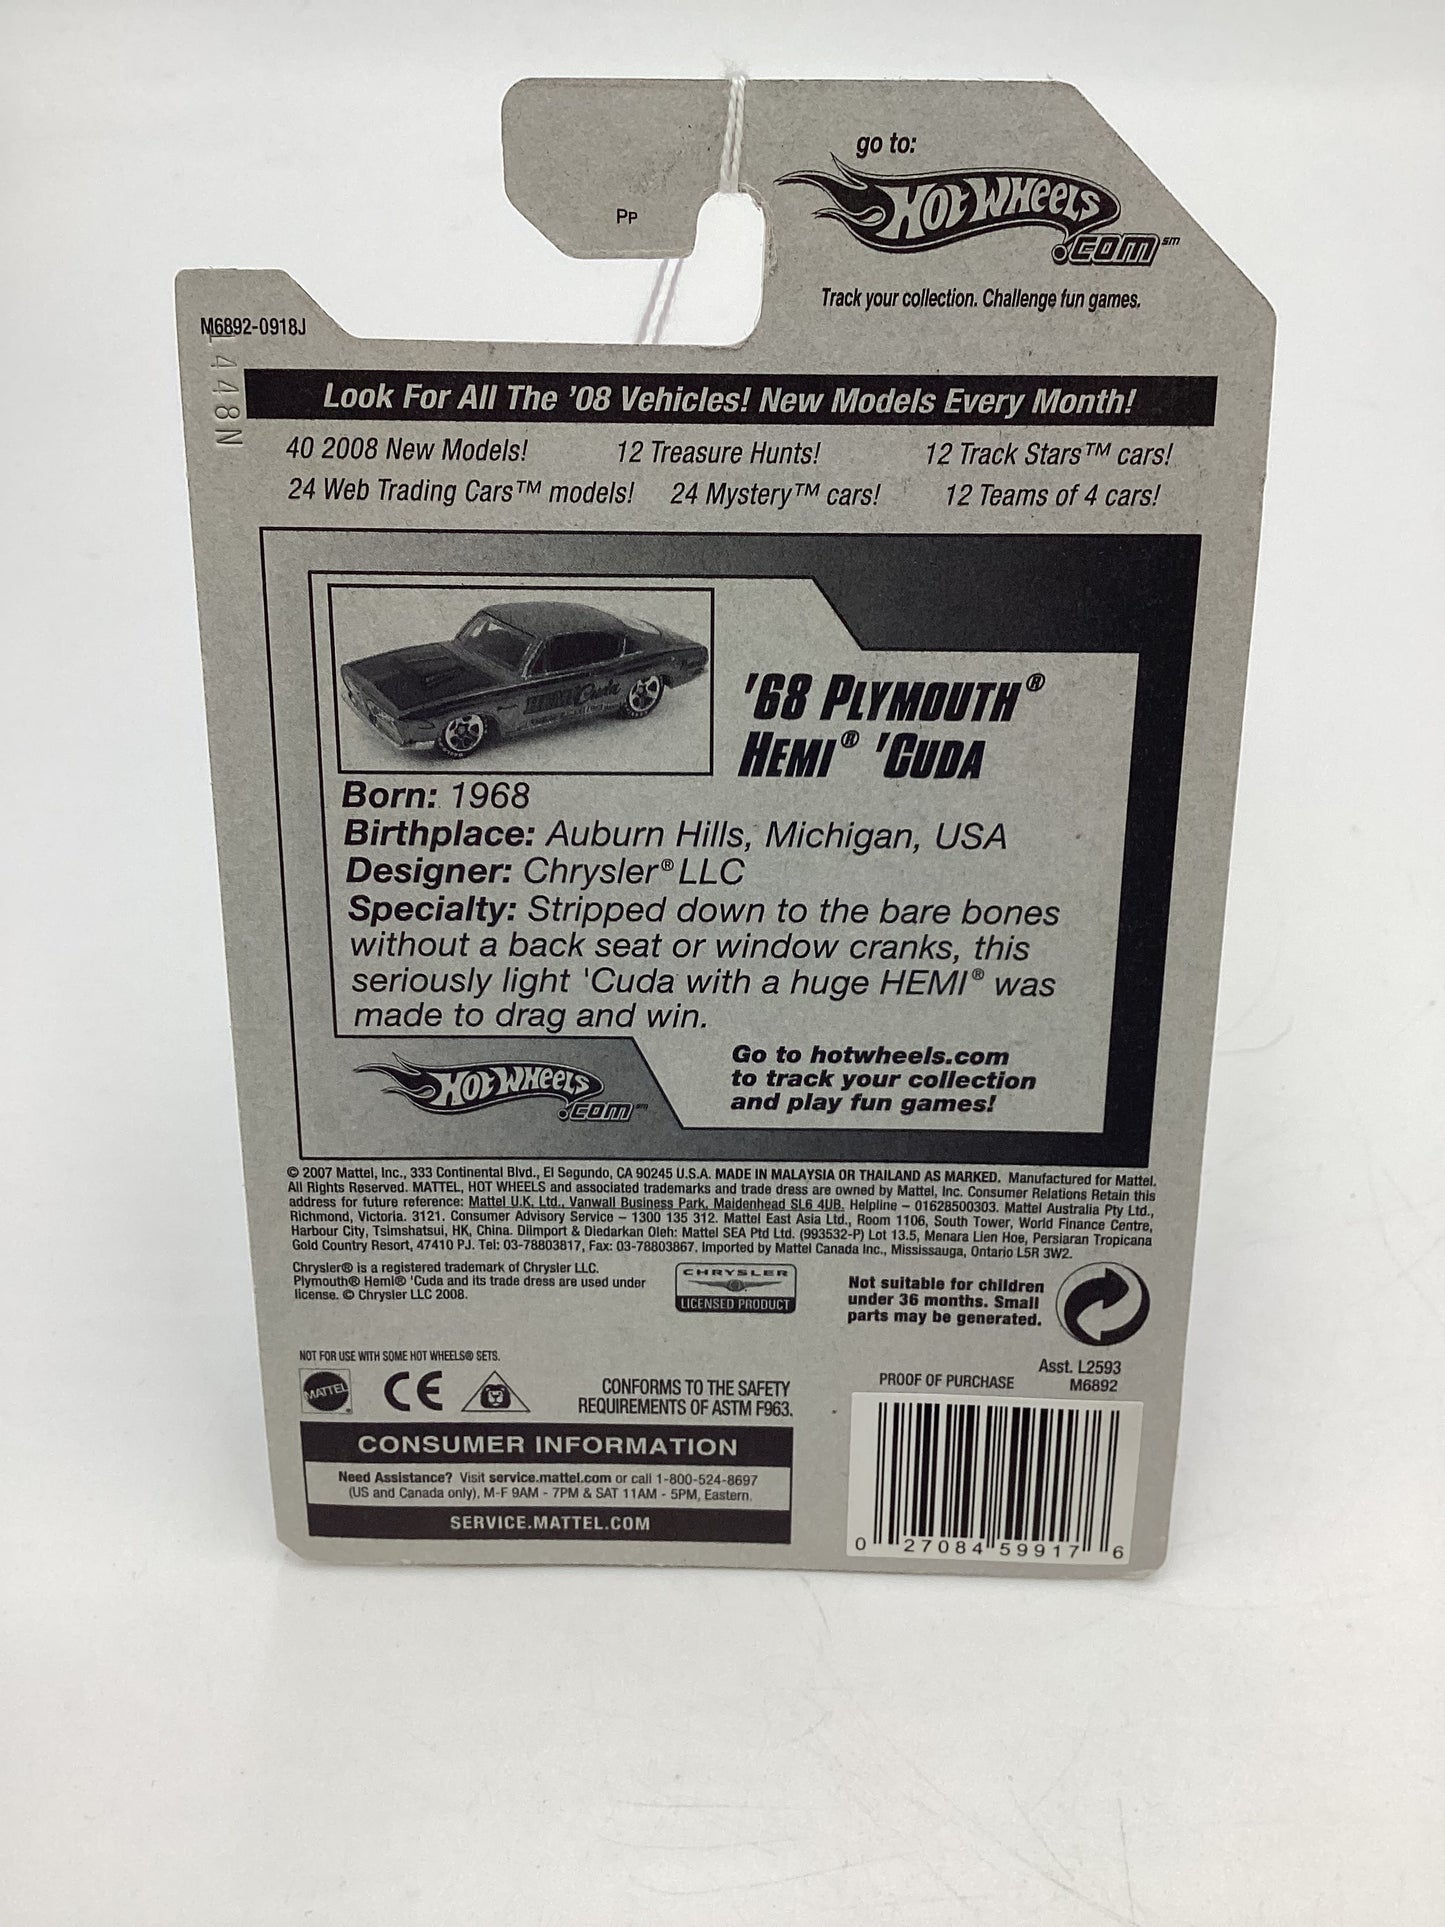 go to:
HOT WHEELS
.COM℠
Pp
Track your collection. Challenge fun games.
M6892-0918J
1448N
Look For All The '08 Vehicles! New Models Every Month!
40 2008 New Models! 12 Treasure Hunts! 12 Track Stars™ cars!
24 Web Trading Cars™ models! 24 Mystery™ cars! 12 Teams of 4 cars!
'68 PLYMOUTH®
HEMI® 'CUDA
Born: 1968
Birthplace: Auburn Hills, Michigan, USA
Designer: Chrysler® LLC
Specialty: Stripped down to the bare bones
without a back seat or window cranks, this
seriously light 'Cuda with a huge HEMI® was
made to drag and win.
HOT WHEELS
.COM℠
Go to hotwheels.com
to track your collection
and play fun games!
© 2007 Mattel, Inc., 333 Continental Blvd., El Segundo, CA 90245 U.S.A. MADE IN MALAYSIA OR THAILAND AS MARKED. Manufactured for Mattel.
All Rights Reserved. MATTEL, HOT WHEELS and associated trademarks and trade dress are owned by Mattel, Inc. Consumer Relations Retain this
address for future reference: Mattel U.K. Ltd., Vanwall Business Park, Maidenhead SL6 4UB. Helpline – 01628500303. Mattel Australia Pty Ltd.,
Richmond, Victoria. 3121. Consumer Advisory Service – 1300 135 312. Mattel East Asia Ltd., Room 1106, South Tower, World Finance Centre,
Harbour City, Tsimshatsui, HK, China. Diimport & Diedarkan Oleh: Mattel SEA Ptd Ltd. (993532-P) Lot 13.5, Menara Lien Hoe, Persiaran Tropicana
Gold Country Resort, 47410 PJ. Tel: 03-78803817, Fax: 03-78803867. Imported by Mattel Canada Inc., Mississauga, Ontario L5R 3W2.
Chrysler® is a registered trademark of Chrysler LLC.
Plymouth® Hemi® 'Cuda and its trade dress are used under
license. © Chrysler LLC 2008.
CHRYSLER
LICENSED PRODUCT
Not suitable for children
under 36 months. Small
parts may be generated.
NOT FOR USE WITH SOME HOT WHEELS® SETS.
MATTEL
CE
CONFORMS TO THE SAFETY
REQUIREMENTS OF ASTM F963.
PROOF OF PURCHASE
Asst. L2593
M6892
CONSUMER INFORMATION
Need Assistance? Visit service.mattel.com or call 1-800-524-8697
(US and Canada only), M-F 9AM - 7PM & SAT 11AM - 5PM, Eastern.
SERVICE.MATTEL.COM
0 27084 59917 6